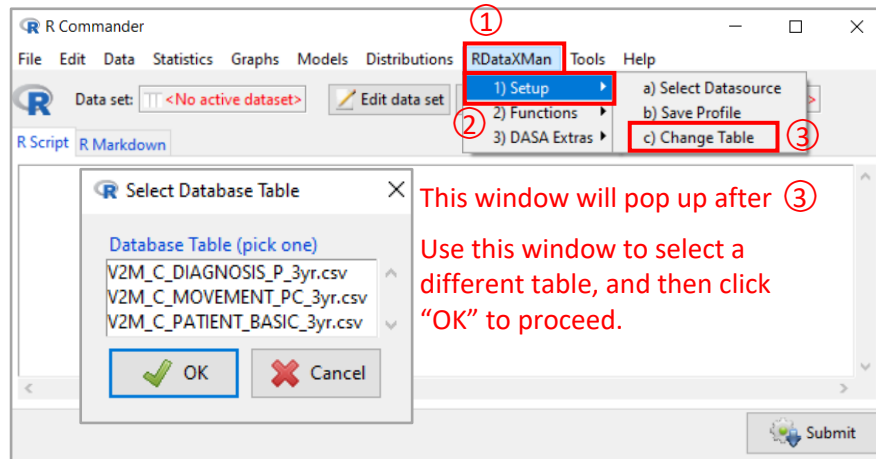 ①
R Commander
File Edit Data Statistics Graphs Models Distributions RDataXMan Tools Help
Data set: <No active dataset> Edit data set
② 1) Setup
2) Functions
3) DASA Extras
a) Select Datasource
b) Save Profile
c) Change Table ③
R Script R Markdown
Select Database Table
Database Table (pick one)
V2M_C_DIAGNOSIS_P_3yr.csv
V2M_C_MOVEMENT_PC_3yr.csv
V2M_C_PATIENT_BASIC_3yr.csv
OK Cancel
This window will pop up after ③
Use this window to select a
different table, and then click
“OK” to proceed.
Submit